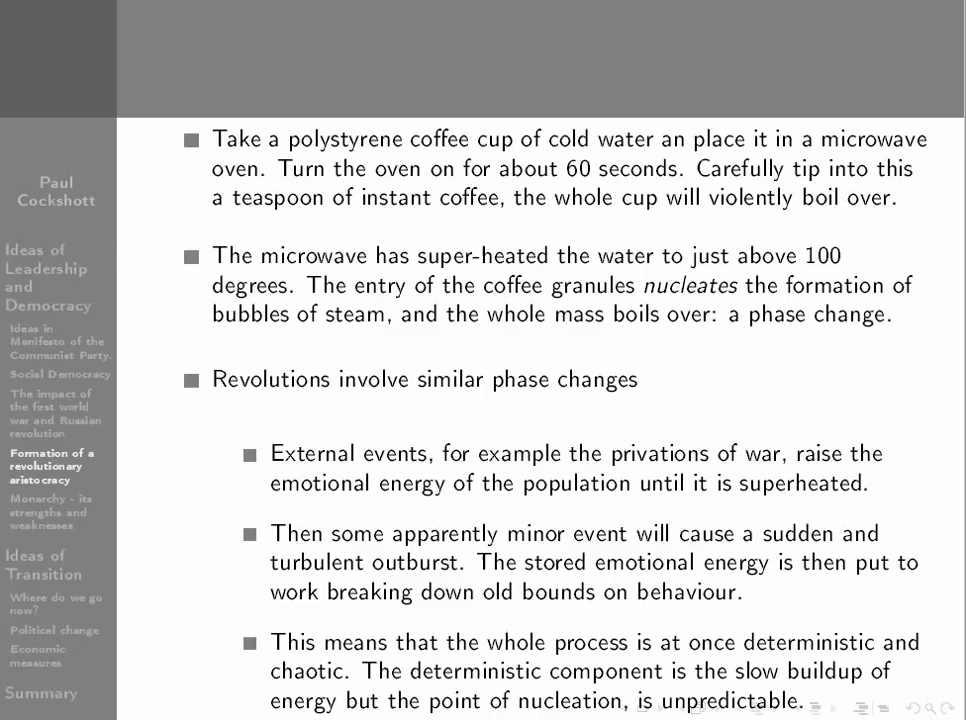 Paul
Cockshott
Ideas of
Leadership
and
Democracy
Ideas in
Manifesto of the
Communist Party.
Social Democracy
The impact of
the first world
war and Russian
revolution
Formation of a
revolutionary
aristocracy
Monarchy - its
strengths and
weaknesses
Ideas of
Transition
Where do we go
now?
Political change
Economic
measures
Summary
Take a polystyrene coffee cup of cold water an place it in a microwave
oven. Turn the oven on for about 60 seconds. Carefully tip into this
a teaspoon of instant coffee, the whole cup will violently boil over.
The microwave has super-heated the water to just above 100
degrees. The entry of the coffee granules nucleates the formation of
bubbles of steam, and the whole mass boils over: a phase change.
Revolutions involve similar phase changes
External events, for example the privations of war, raise the
emotional energy of the population until it is superheated.
Then some apparently minor event will cause a sudden and
turbulent outburst. The stored emotional energy is then put to
work breaking down old bounds on behaviour.
This means that the whole process is at once deterministic and
chaotic. The deterministic component is the slow buildup of
energy but the point of nucleation, is unpredictable.